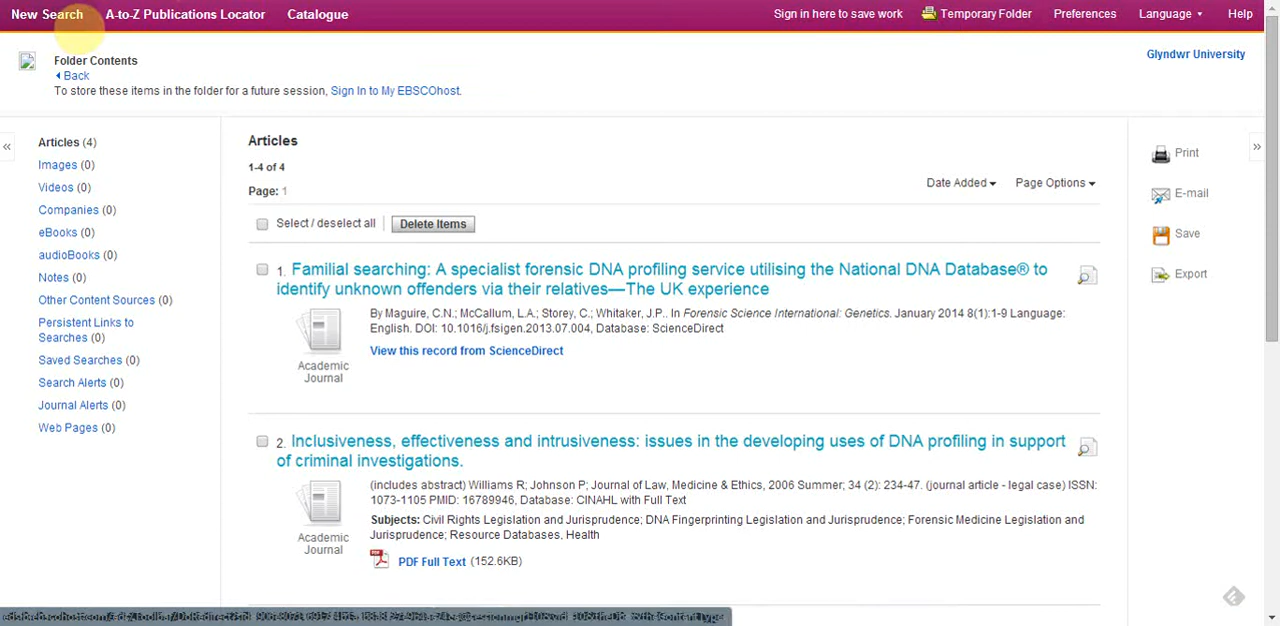 New Search A-to-Z Publications Locator Catalogue Sign in here to save work Temporary Folder Preferences Language Help
Folder Contents
Back
To store these items in the folder for a future session, Sign In to My EBSCOhost.
Glyndwr University
Articles (4)
Images (0)
Videos (0)
Companies (0)
eBooks (0)
audioBooks (0)
Notes (0)
Other Content Sources (0)
Persistent Links to
Searches (0)
Saved Searches (0)
Search Alerts (0)
Journal Alerts (0)
Web Pages (0)
Articles
1-4 of 4
Page: 1
Date Added Page Options
Select / deselect all Delete Items
1. Familial searching: A specialist forensic DNA profiling service utilising the National DNA Database® to
identify unknown offenders via their relatives—The UK experience
Academic
Journal
By Maguire, C.N.; McCallum, L.A.; Storey, C.; Whitaker, J.P.. In Forensic Science International: Genetics. January 2014 8(1):1-9 Language:
English. DOI: 10.1016/j.fsigen.2013.07.004, Database: ScienceDirect
View this record from ScienceDirect
2. Inclusiveness, effectiveness and intrusiveness: issues in the developing uses of DNA profiling in support
of criminal investigations.
Academic
Journal
(includes abstract) Williams R; Johnson P; Journal of Law, Medicine & Ethics, 2006 Summer; 34 (2): 234-47. (journal article - legal case) ISSN:
1073-1105 PMID: 16789946, Database: CINAHL with Full Text
Subjects: Civil Rights Legislation and Jurisprudence; DNA Fingerprinting Legislation and Jurisprudence; Forensic Medicine Legislation and
Jurisprudence; Resource Databases, Health
PDF Full Text (152.6KB)
Print
E-mail
Save
Export